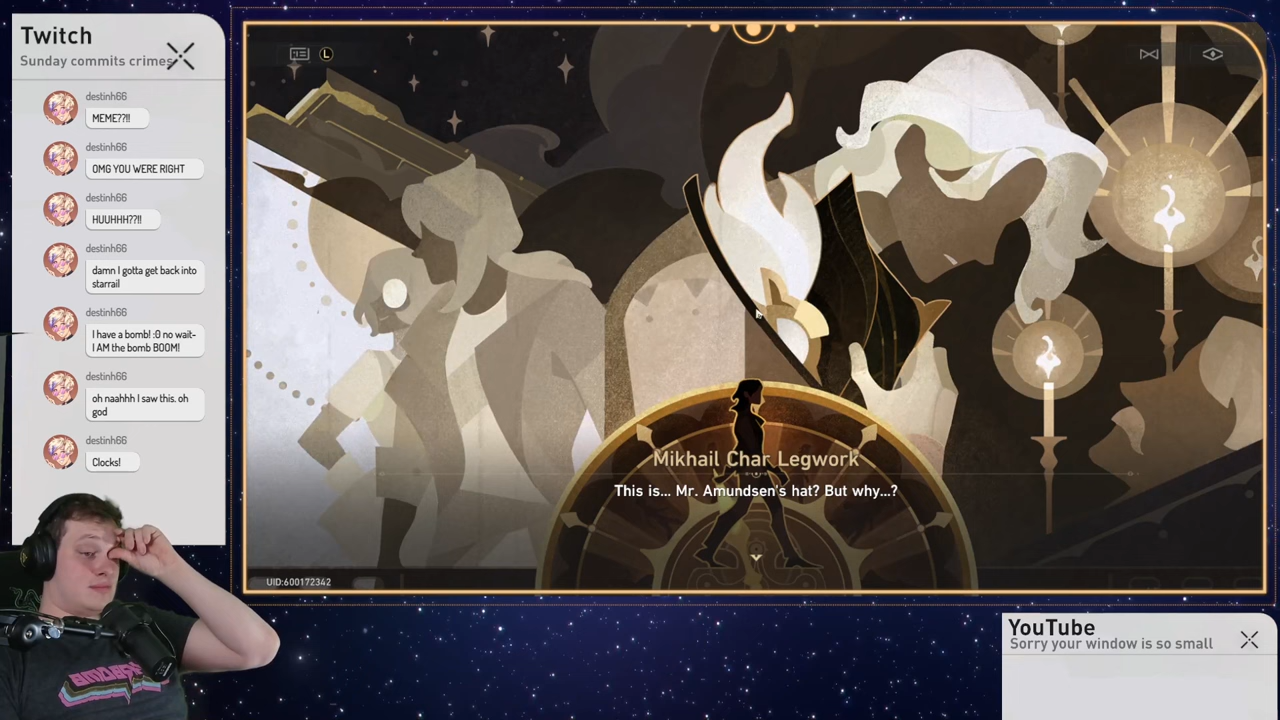 Twitch
Sunday commits crimes
destinh66
MEME??!!
destinh66
OMG YOU WERE RIGHT
destinh66
HUUHHH??!!
destinh66
damn I gotta get back into
starrail
destinh66
I have a bomb! :0 no wait-
I AM the bomb BOOM!
destinh66
oh naahhh I saw this. oh
god
destinh66
Clocks!
L
Mikhail Char Legwork
This is... Mr. Amundsen's hat? But why...?
UID:600172342
YouTube
Sorry your window is so small